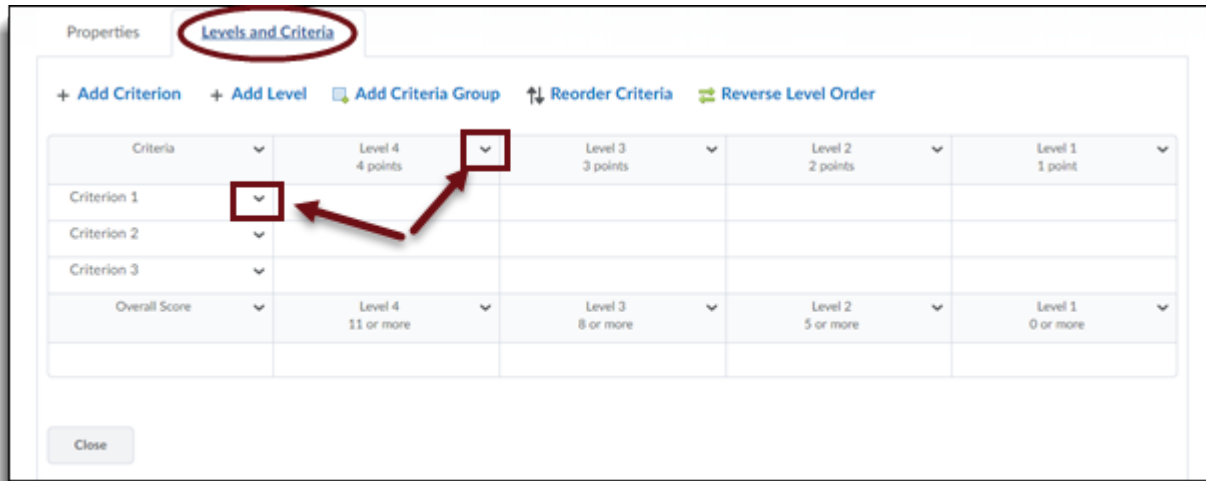 Properties Levels and Criteria
+ Add Criterion + Add Level Add Criteria Group Reorder Criteria Reverse Level Order
Criteria Level 4 Level 3 Level 2 Level 1
4 points 3 points 2 points 1 point
Criterion 1
Criterion 2
Criterion 3
Overall Score Level 4 Level 3 Level 2 Level 1
11 or more 8 or more 5 or more 0 or more
Close